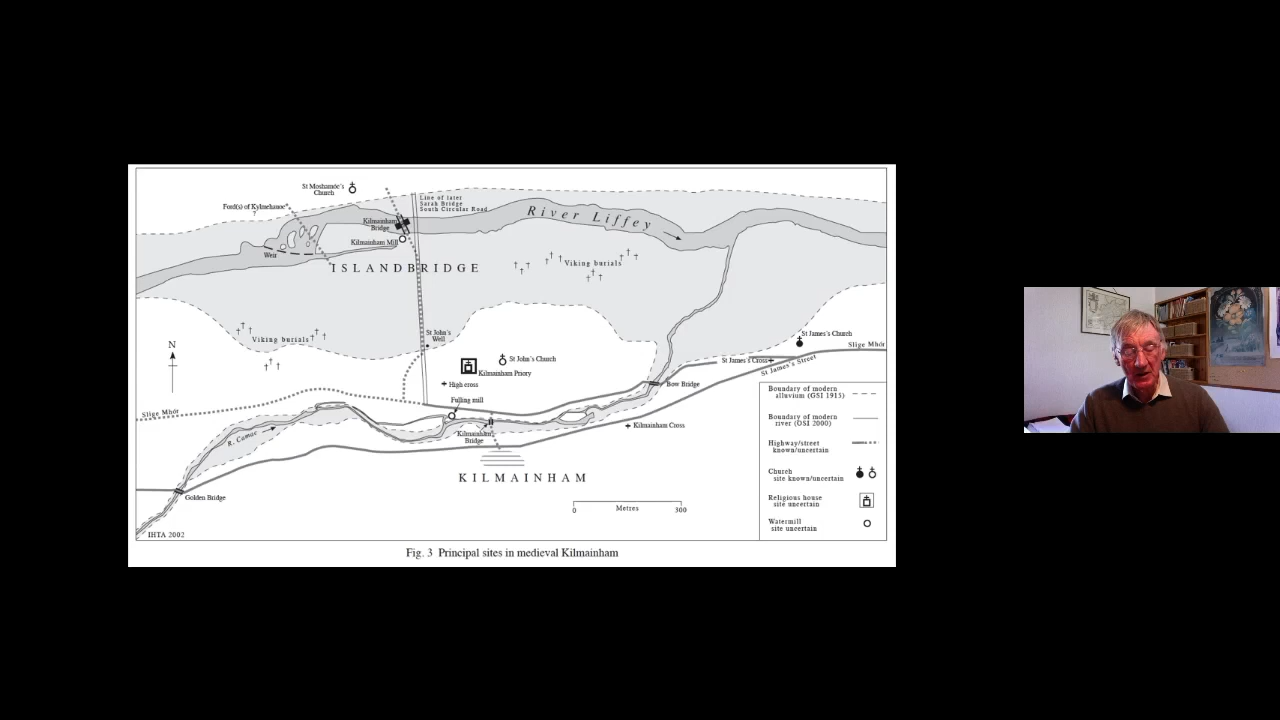 St Moshamóc's
Church
Ford(s) of Kylmehanoc
?
Line of later
Sarah Bridge
South Circular Road
River Liffey
Kilmainham
Bridge
Kilmainham Mill
Weir
ISLANDBRIDGE
Viking burials
Viking burials
St John's
Well
N
St James's Church
St John's Church
Kilmainham Priory
St James's Cross
St James's Street
Slige Mhór
High cross
Bow Bridge
Fulling mill
Slige Mhór
R. Camac
Kilmainham
Bridge
Kilmainham Cross
KILMAINHAM
Golden Bridge
0 Metres 300
IHTA 2002
Boundary of modern
alluvium (GSI 1915)
Boundary of modern
river (OSI 2000)
Highway/street
known/uncertain
Church
site known/uncertain
Religious house
site uncertain
Watermill
site uncertain
Fig. 3 Principal sites in medieval Kilmainham